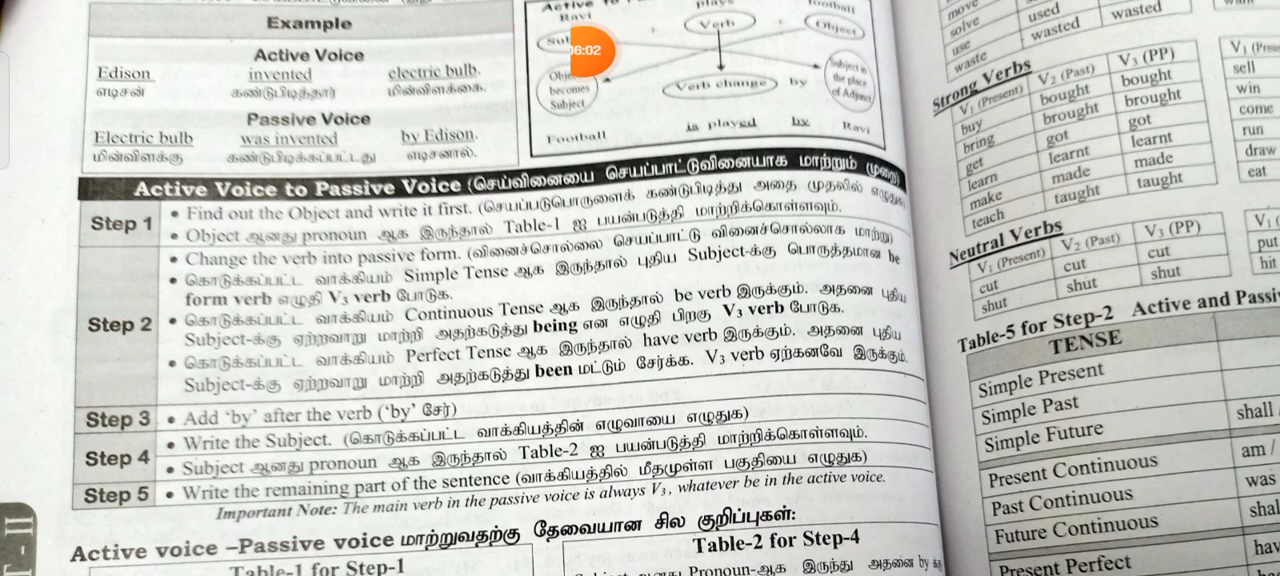 Example
Active Voice
Edison invented electric bulb.
எடிசன் கண்டுபிடித்தார் மின்விளக்கை.
Passive Voice
Electric bulb was invented by Edison.
மின்விளக்கு கண்டுபிடிக்கப்பட்டது எடிசனால்.
Ravi plays football
Verb Object
06:02
becomes Subject
Verb change by
Subject in the place of Adject
Football is played by Ravi
Active Voice to Passive Voice (செய்வினையை செயப்பாட்டுவினையாக மாற்றும் முறை)
Step 1
• Find out the Object and write it first. (செயப்படுபொருளைக் கண்டுபிடித்து அதை முதலில் எழுதுக)
• Object ஆனது pronoun ஆக இருந்தால் Table-1 ஐ பயன்படுத்தி மாற்றிக்கொள்ளவும்.
Step 2
• Change the verb into passive form. (வினைச்சொல்லை செயப்பாட்டு வினைச்சொல்லாக மாற்று)
• கொடுக்கப்பட்ட வாக்கியம் Simple Tense ஆக இருந்தால் புதிய Subject-க்கு பொருத்தமான be
form verb எழுதி V3 verb போடுக.
• கொடுக்கப்பட்ட வாக்கியம் Continuous Tense ஆக இருந்தால் be verb இருக்கும். அதனை புதிய
Subject-க்கு ஏற்றவாறு மாற்றி அதற்கடுத்து being என எழுதி பிறகு V3 verb போடுக.
• கொடுக்கப்பட்ட வாக்கியம் Perfect Tense ஆக இருந்தால் have verb இருக்கும். அதனை புதிய
Subject-க்கு ஏற்றவாறு மாற்றி அதற்கடுத்து been மட்டும் சேர்க்க. V3 verb ஏற்கனவே இருக்கும்.
Step 3
• Add ‘by’ after the verb (‘by’ சேர்)
Step 4
• Write the Subject. (கொடுக்கப்பட்ட வாக்கியத்தின் எழுவாயை எழுதுக)
• Subject ஆனது pronoun ஆக இருந்தால் Table-2 ஐ பயன்படுத்தி மாற்றிக்கொள்ளவும்.
Step 5
• Write the remaining part of the sentence (வாக்கியத்தில் மீதமுள்ள பகுதியை எழுதுக)
Important Note: The main verb in the passive voice is always V3, whatever be in the active voice.
Active voice –Passive voice மாற்றுவதற்கு தேவையான சில குறிப்புகள்:
Table-1 for Step-1
Table-2 for Step-4
Pronoun-ஆக இருந்து அதனை by க்கு
move
solve used wasted
use wasted
waste
Strong Verbs
V1 (Present) V2 (Past) V3 (PP)
buy bought bought
bring brought brought
get got got
learn learnt learnt
make made made
teach taught taught
sell
win
come
run
draw
eat
Neutral Verbs
V1 (Present) V2 (Past) V3 (PP)
cut cut cut
shut shut shut
put
hit
Table-5 for Step-2 Active and
TENSE
Simple Present
Simple Past
Simple Future shall
Present Continuous am /
Past Continuous was
Future Continuous
Present Perfect